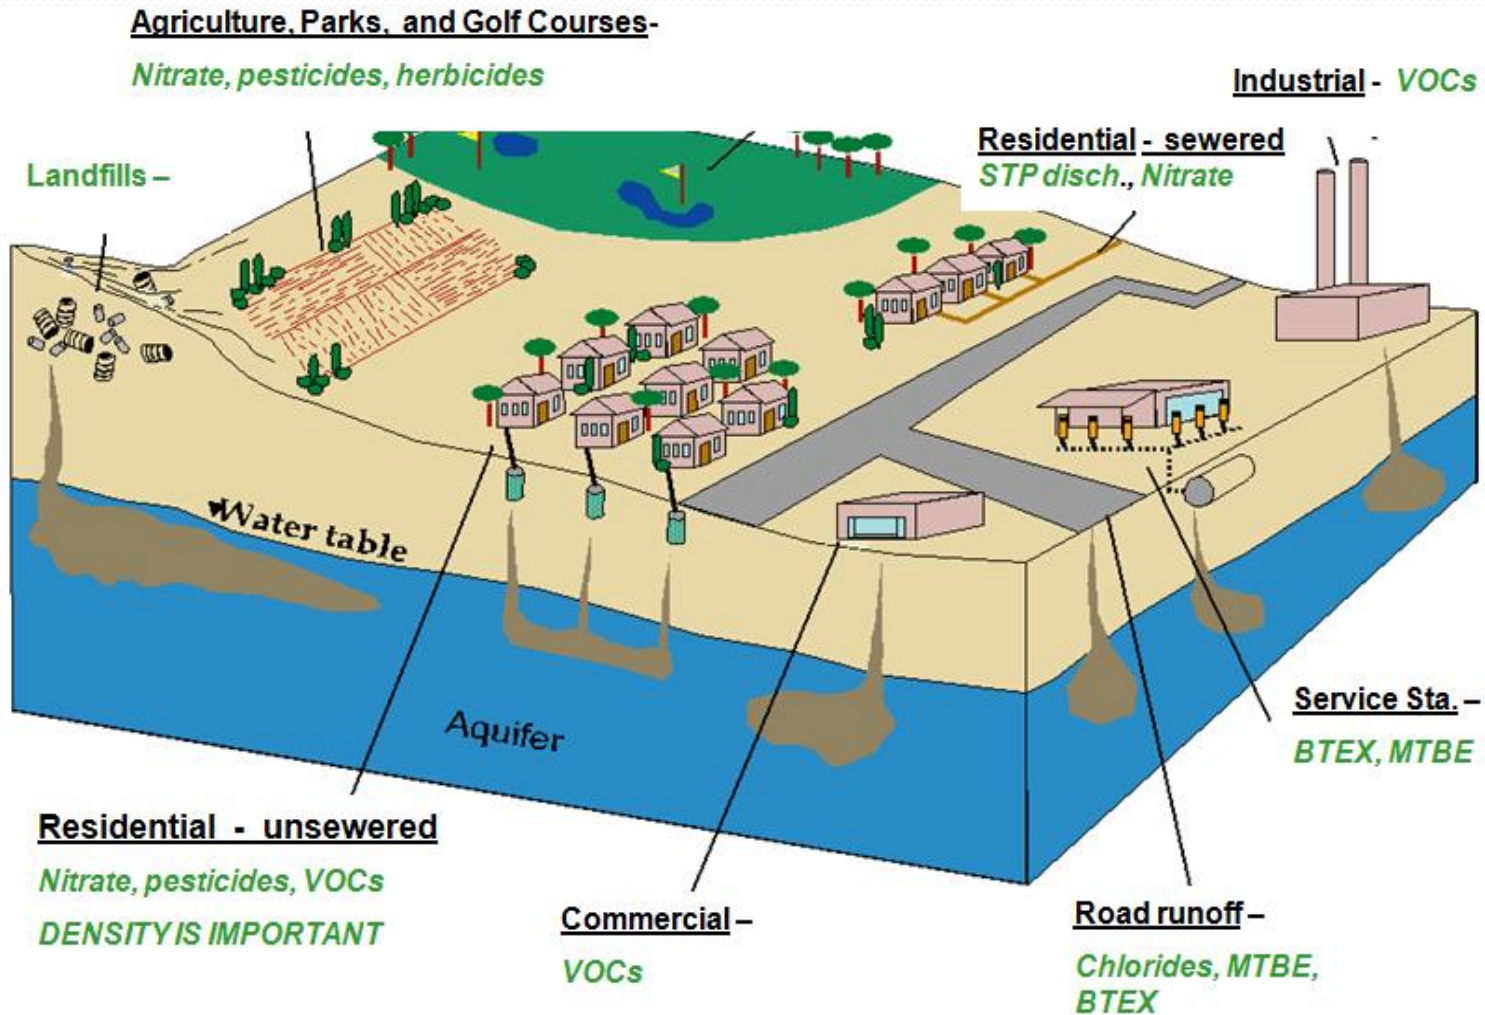 Agriculture, Parks, and Golf Courses-
Nitrate, pesticides, herbicides
Industrial - VOCs
Residential - sewered
STP disch., Nitrate
Landfills –
Water table
Aquifer
Service Sta. –
BTEX, MTBE
Residential - unsewered
Nitrate, pesticides, VOCs
DENSITY IS IMPORTANT
Commercial –
VOCs
Road runoff –
Chlorides, MTBE,
BTEX